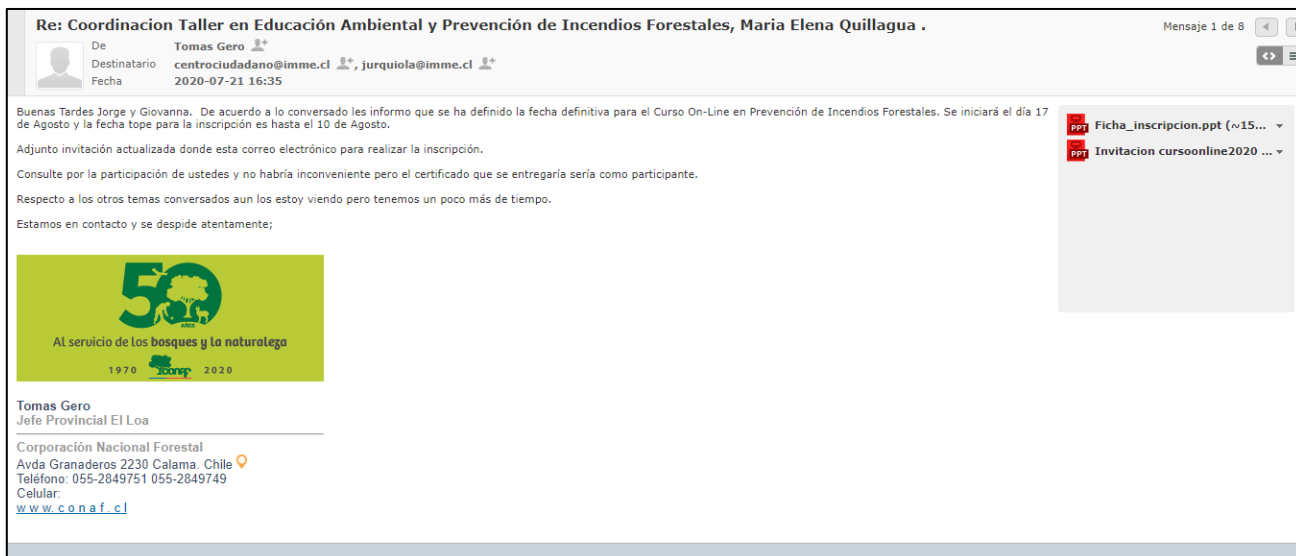 Re: Coordinacion Taller en Educación Ambiental y Prevención de Incendios Forestales, Maria Elena Quillagua .
Mensaje 1 de 8
De Tomas Gero
Destinatario centrociudadano@imme.cl , jurquiola@imme.cl
Fecha 2020-07-21 16:35
Buenas Tardes Jorge y Giovanna. De acuerdo a lo conversado les informo que se ha definido la fecha definitiva para el Curso On-Line en Prevención de Incendios Forestales. Se iniciará el día 17
de Agosto y la fecha tope para la inscripción es hasta el 10 de Agosto.
Adjunto invitación actualizada donde esta correo electrónico para realizar la inscripción.
Consulte por la participación de ustedes y no habría inconveniente pero el certificado que se entregaría sería como participante.
Respecto a los otros temas conversados aun los estoy viendo pero tenemos un poco más de tiempo.
Estamos en contacto y se despide atentamente;
PPT Ficha_inscripcion.ppt (~15...
PPT Invitacion cursoonline2020 ...
50
AÑOS
Al servicio de los bosques y la naturaleza
1970 conaf 2020
Tomas Gero
Jefe Provincial El Loa
Corporación Nacional Forestal
Avda Granaderos 2230 Calama. Chile
Teléfono: 055-2849751 055-2849749
Celular:
www.conaf.cl